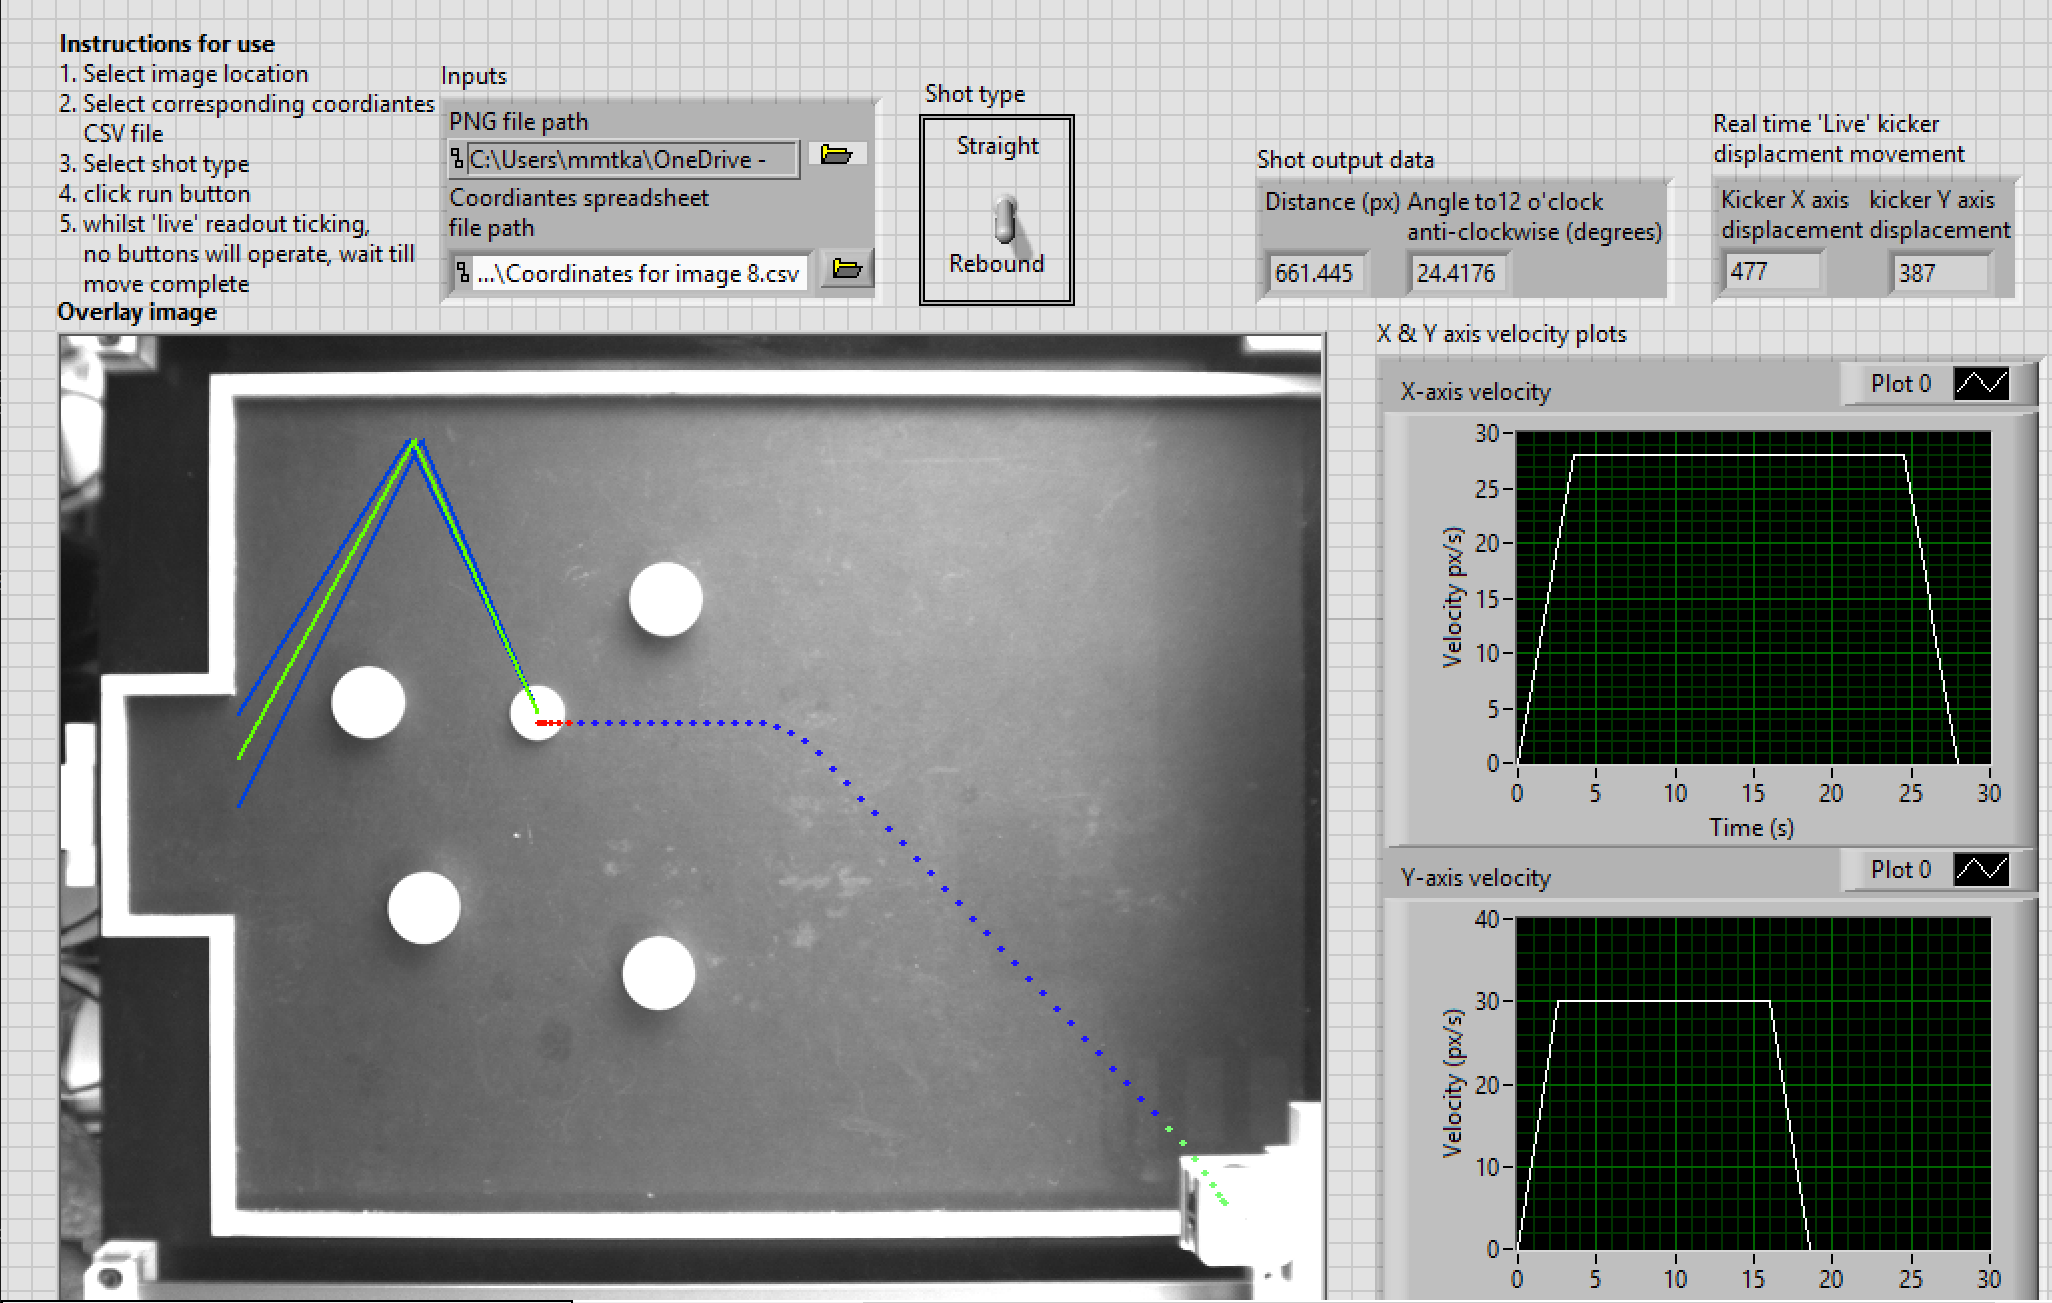 Instructions for use
1. Select image location
2. Select corresponding coordiantes
CSV file
3. Select shot type
4. click run button
5. whilst 'live' readout ticking,
no buttons will operate, wait till
move complete
Inputs
PNG file path
C:\Users\mmtka\OneDrive -
Coordiantes spreadsheet
file path
...\Coordinates for image 8.csv
Shot type
Straight
Rebound
Shot output data
Distance (px)
661.445
Angle to12 o'clock
anti-clockwise (degrees)
24.4176
Real time 'Live' kicker
displacment movement
Kicker X axis
displacement
477
kicker Y axis
displacement
387
Overlay image
X & Y axis velocity plots
X-axis velocity
Plot 0
Velocity px/s)
30
25
20
15
10
5
0
0 5 10 15 20 25 30
Time (s)
Y-axis velocity
Plot 0
Velocity (px/s)
40
30
20
10
0
0 5 10 15 20 25 30